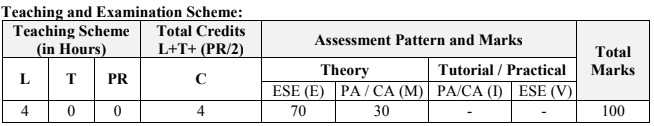 Teaching and Examination Scheme:
Teaching Scheme (in Hours) Total Credits L+T+ (PR/2) Assessment Pattern and Marks Total Marks
L T PR C Theory Tutorial / Practical
ESE (E) PA / CA (M) PA/CA (I) ESE (V)
4 0 0 4 70 30 - - 100